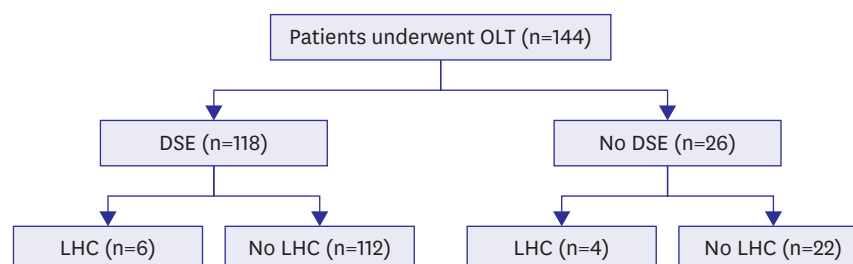 Patients underwent OLT (n=144)
DSE (n=118)
No DSE (n=26)
LHC (n=6)
No LHC (n=112)
LHC (n=4)
No LHC (n=22)